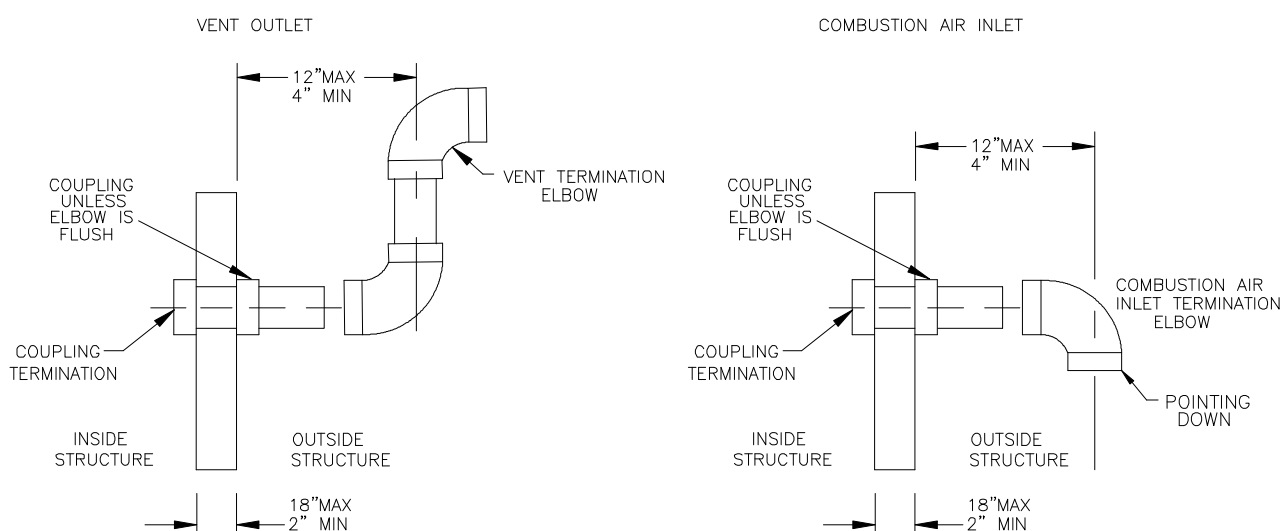 VENT OUTLET
12”MAX
4” MIN
VENT TERMINATION
ELBOW
COUPLING
UNLESS
ELBOW IS
FLUSH
COUPLING
TERMINATION
INSIDE
STRUCTURE
OUTSIDE
STRUCTURE
18”MAX
2” MIN
COMBUSTION AIR INLET
12”MAX
4” MIN
COUPLING
UNLESS
ELBOW IS
FLUSH
COMBUSTION AIR
INLET TERMINATION
ELBOW
COUPLING
TERMINATION
POINTING
DOWN
INSIDE
STRUCTURE
OUTSIDE
STRUCTURE
18”MAX
2” MIN